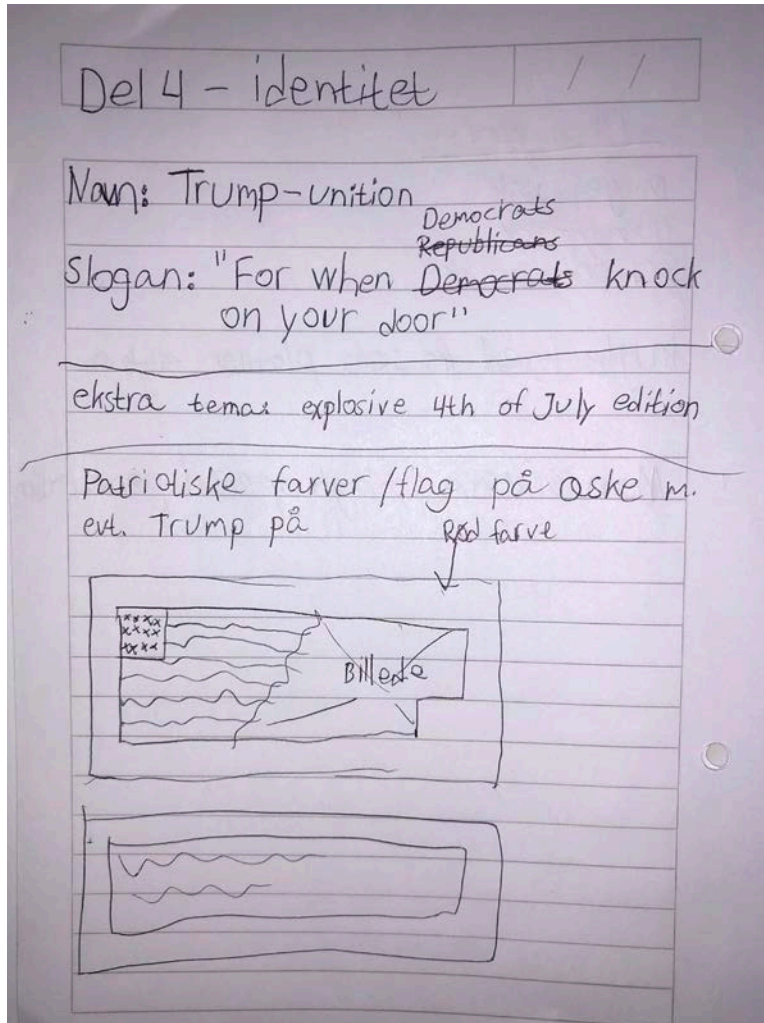 Del 4 - identitet
Navn: Trump-unition
Democrats
Republicans
Slogan: "For when Democrats knock
on your door"
ekstra tema: explosive 4th of July edition
Patriotiske farver/flag på æske m.
evt. Trump på
Rød farve
Billede